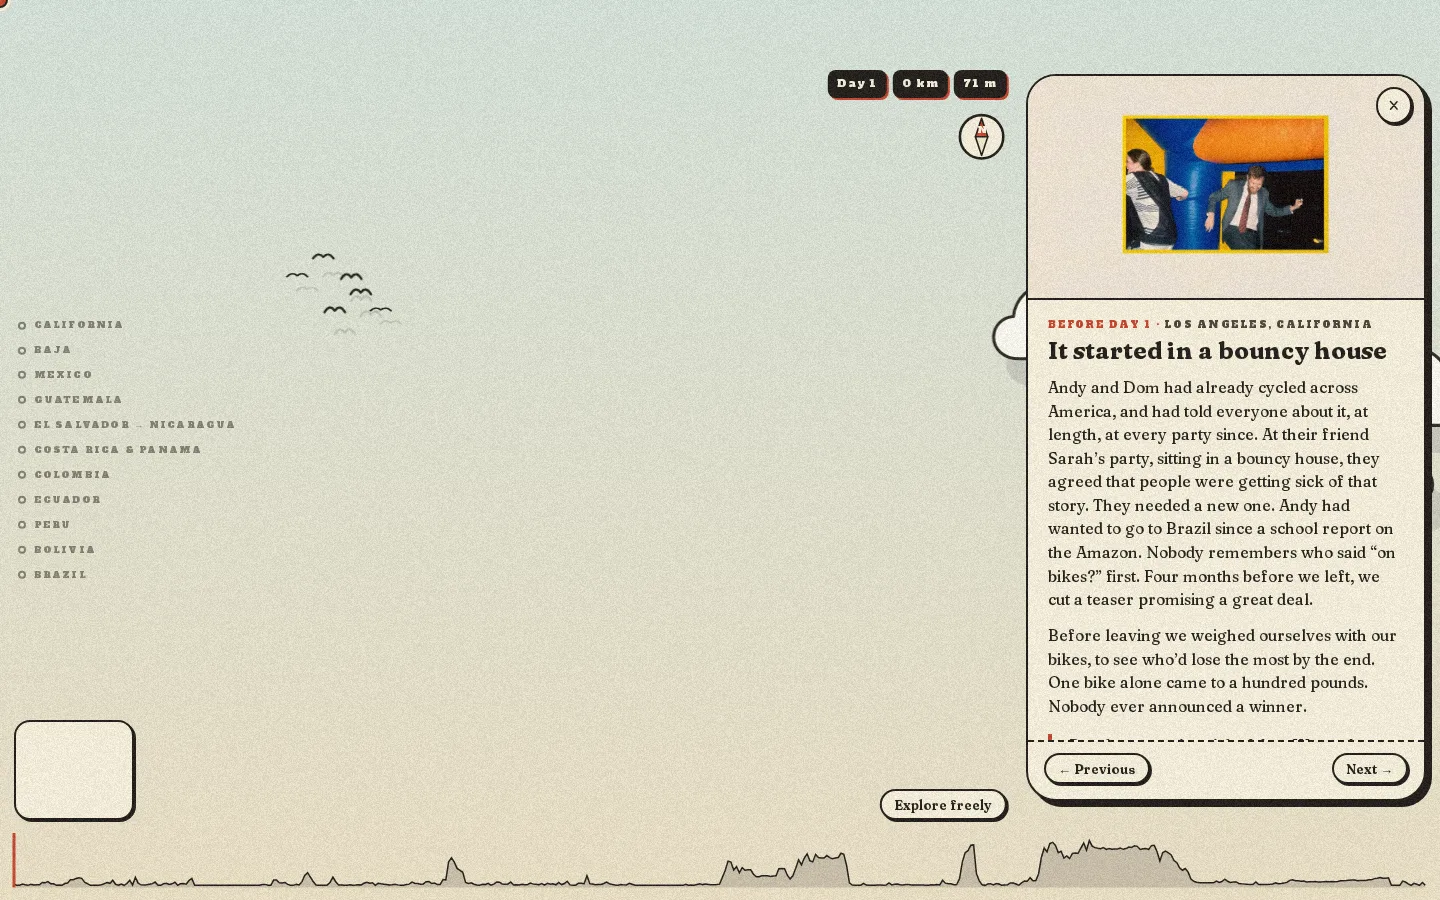 Day 1
0 km
71 m
N
×
CALIFORNIA
BAJA
MEXICO
GUATEMALA
EL SALVADOR → NICARAGUA
COSTA RICA & PANAMA
COLOMBIA
ECUADOR
PERU
BOLIVIA
BRAZIL
BEFORE DAY 1 · LOS ANGELES, CALIFORNIA
It started in a bouncy house
Andy and Dom had already cycled across
America, and had told everyone about it, at
length, at every party since. At their friend
Sarah’s party, sitting in a bouncy house, they
agreed that people were getting sick of that
story. They needed a new one. Andy had
wanted to go to Brazil since a school report on
the Amazon. Nobody remembers who said “on
bikes?” first. Four months before we left, we
cut a teaser promising a great deal.
Before leaving we weighed ourselves with our
bikes, to see who’d lose the most by the end.
One bike alone came to a hundred pounds.
Nobody ever announced a winner.
← Previous
Next →
Explore freely